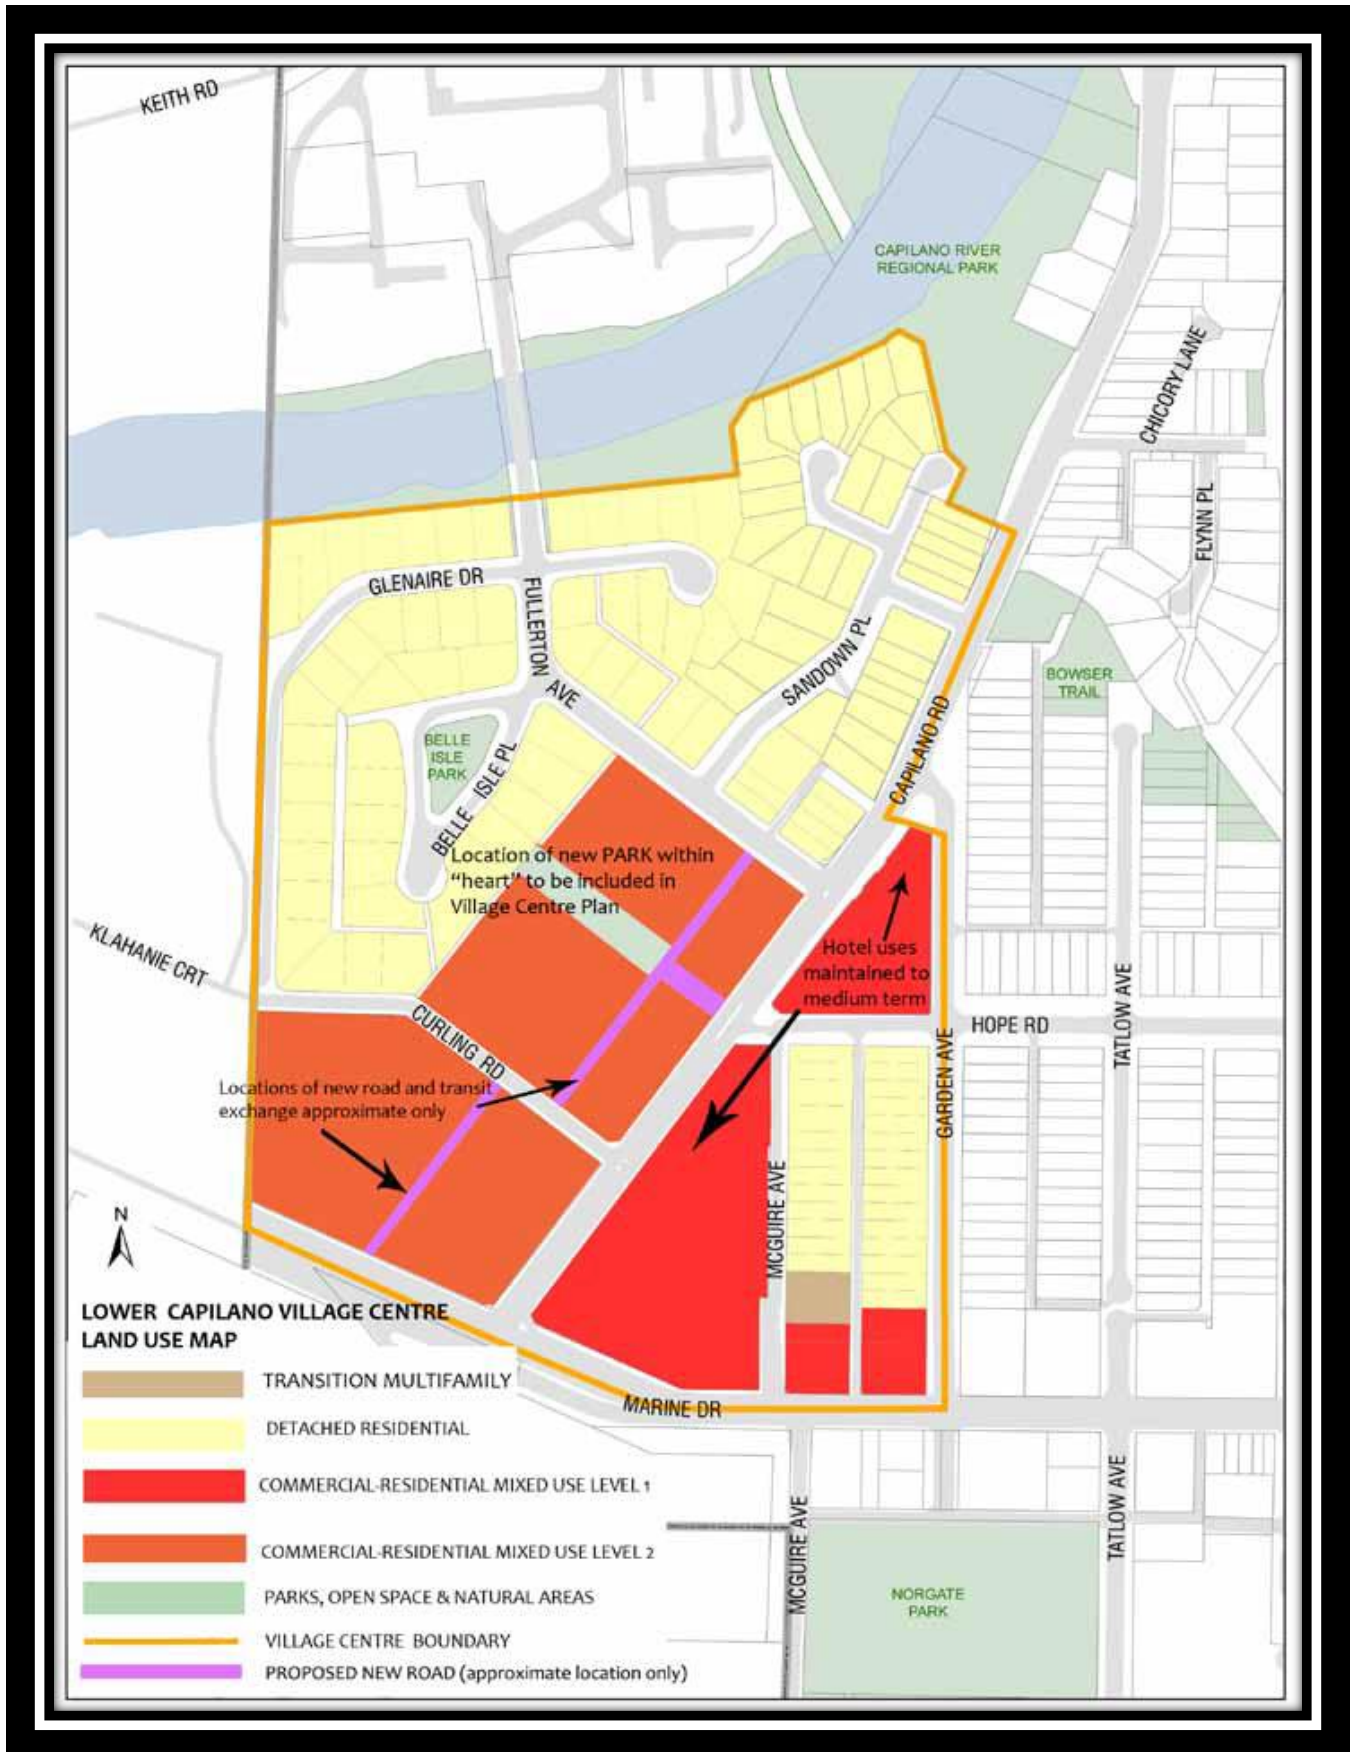 KEITH RD
CAPILANO RIVER
REGIONAL PARK
CHICORY LANE
FLYNN PL
GLENAIRE DR
FULLERTON
AVE
SANDOWN PL
BOWSER
TRAIL
CAPILANO RD
BELLE
ISLE
PARK
BELLE ISLE PL
Location of new PARK within
“heart” to be included in
Village Centre Plan
Hotel uses
maintained to
medium term
KLAHANIE CRT
CURLING RD
HOPE RD
TATLOW AVE
GARDEN AVE
Locations of new road and transit
exchange approximate only
MCGUIRE AVE
N
LOWER CAPILANO VILLAGE CENTRE
LAND USE MAP
TRANSITION MULTIFAMILY
DETACHED RESIDENTIAL
COMMERCIAL-RESIDENTIAL MIXED USE LEVEL 1
COMMERCIAL-RESIDENTIAL MIXED USE LEVEL 2
PARKS, OPEN SPACE & NATURAL AREAS
VILLAGE CENTRE BOUNDARY
PROPOSED NEW ROAD (approximate location only)
MARINE DR
MCGUIRE AVE
TATLOW AVE
NORGATE
PARK